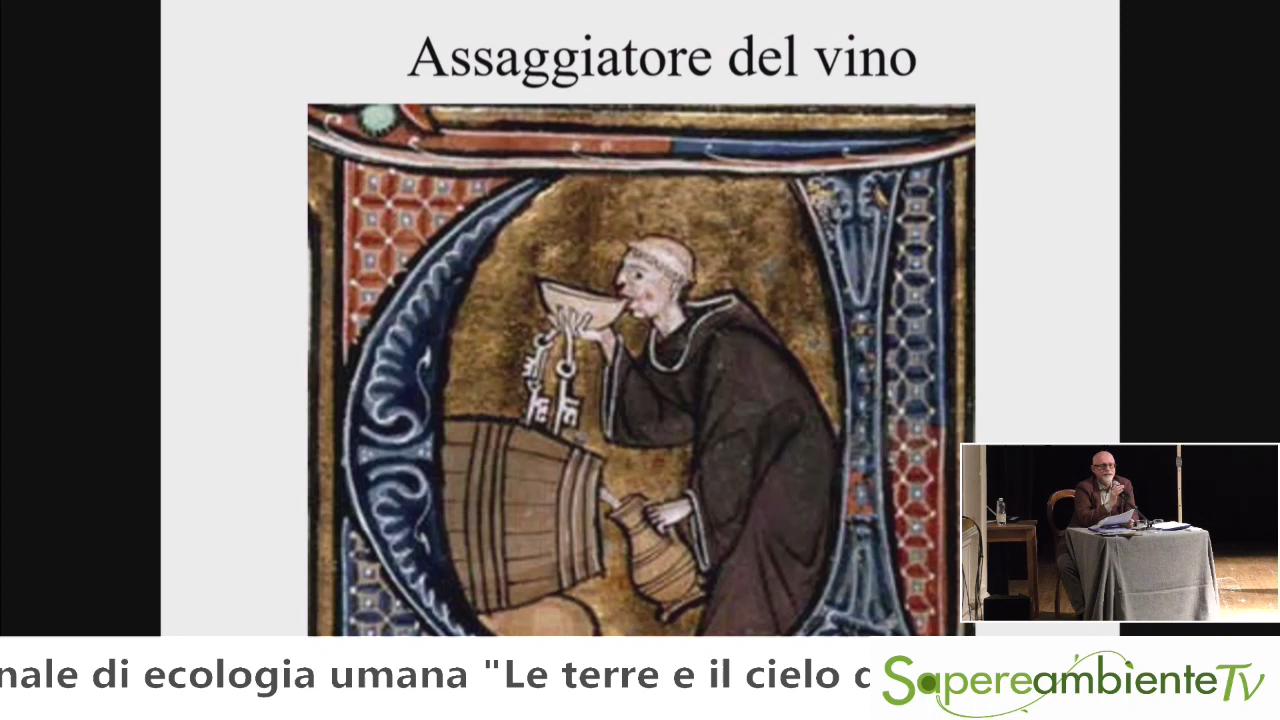 Assaggiatore del vino
nale di ecologia umana "Le terre e il cielo
SapereambienteTv